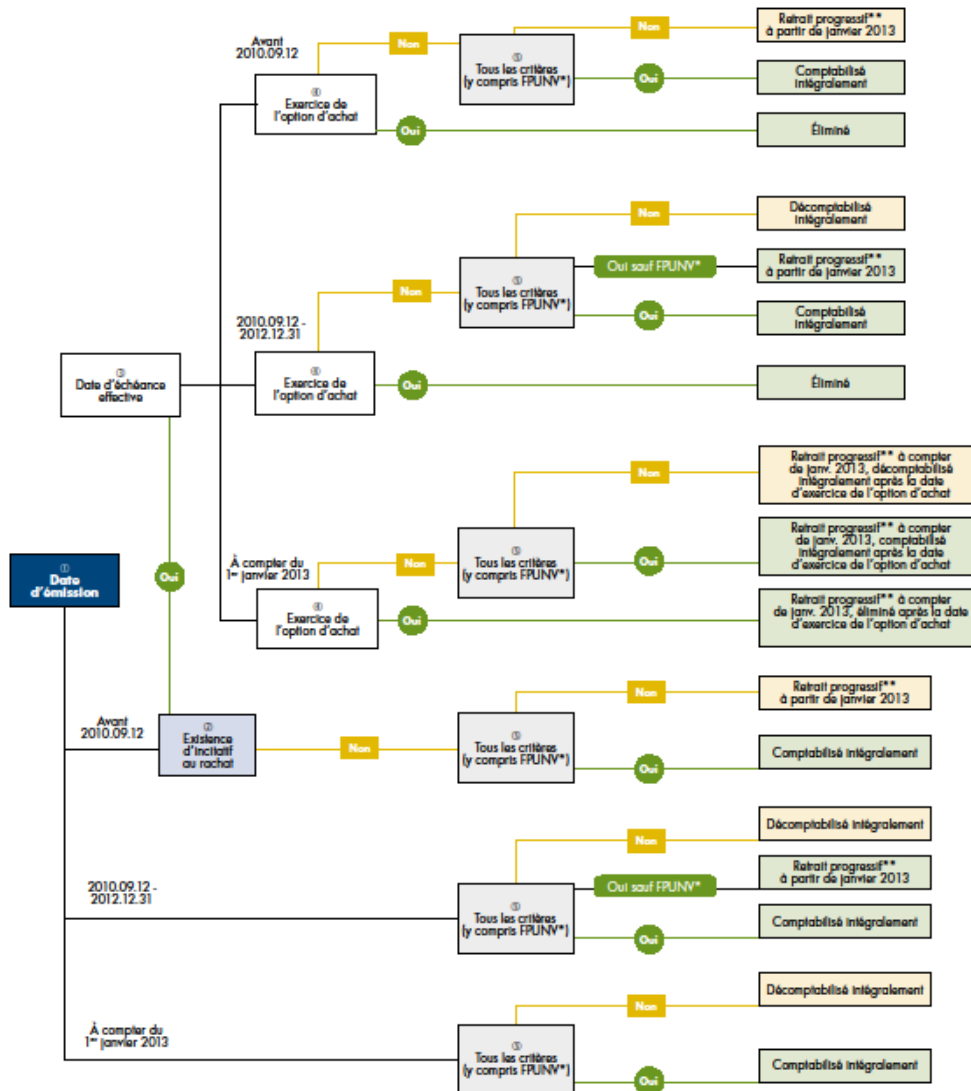 Avant
2010.09.12
④
Exercice de
l'option d'achat
Non
⑤
Tous les critères
(y compris FPUNV*)
Non
Retrait progressif**
à partir de janvier 2013
Oui
Comptabilisé
intégralement
Oui
Éliminé
2010.09.12 -
2012.12.31
④
Exercice de
l'option d'achat
Non
⑤
Tous les critères
(y compris FPUNV*)
Non
Décomptabilisé
intégralement
Oui sauf FPUNV*
Retrait progressif**
à partir de janvier 2013
Oui
Comptabilisé
intégralement
Oui
Éliminé
③
Date d'échéance
effective
À compter du
1er janvier 2013
④
Exercice de
l'option d'achat
Non
⑤
Tous les critères
(y compris FPUNV*)
Non
Retrait progressif** à compter
de janv. 2013, décomptabilisé
intégralement après la date
d'exercice de l'option d'achat
Oui
Retrait progressif** à compter
de janv. 2013, comptabilisé
intégralement après la date
d'exercice de l'option d'achat
Oui
Retrait progressif** à compter
de janv. 2013, éliminé après la date
d'exercice de l'option d'achat
①
Date
d'émission
Oui
Avant
2010.09.12
②
Existence
d'incitatif
au rachat
Non
⑤
Tous les critères
(y compris FPUNV*)
Non
Retrait progressif**
à partir de janvier 2013
Oui
Comptabilisé intégralement
2010.09.12 -
2012.12.31
⑤
Tous les critères
(y compris FPUNV*)
Non
Décomptabilisé intégralement
Oui sauf FPUNV*
Retrait progressif**
à partir de janvier 2013
Oui
Comptabilisé intégralement
À compter du
1er janvier 2013
⑤
Tous les critères
(y compris FPUNV*)
Non
Décomptabilisé intégralement
Oui
Comptabilisé intégralement